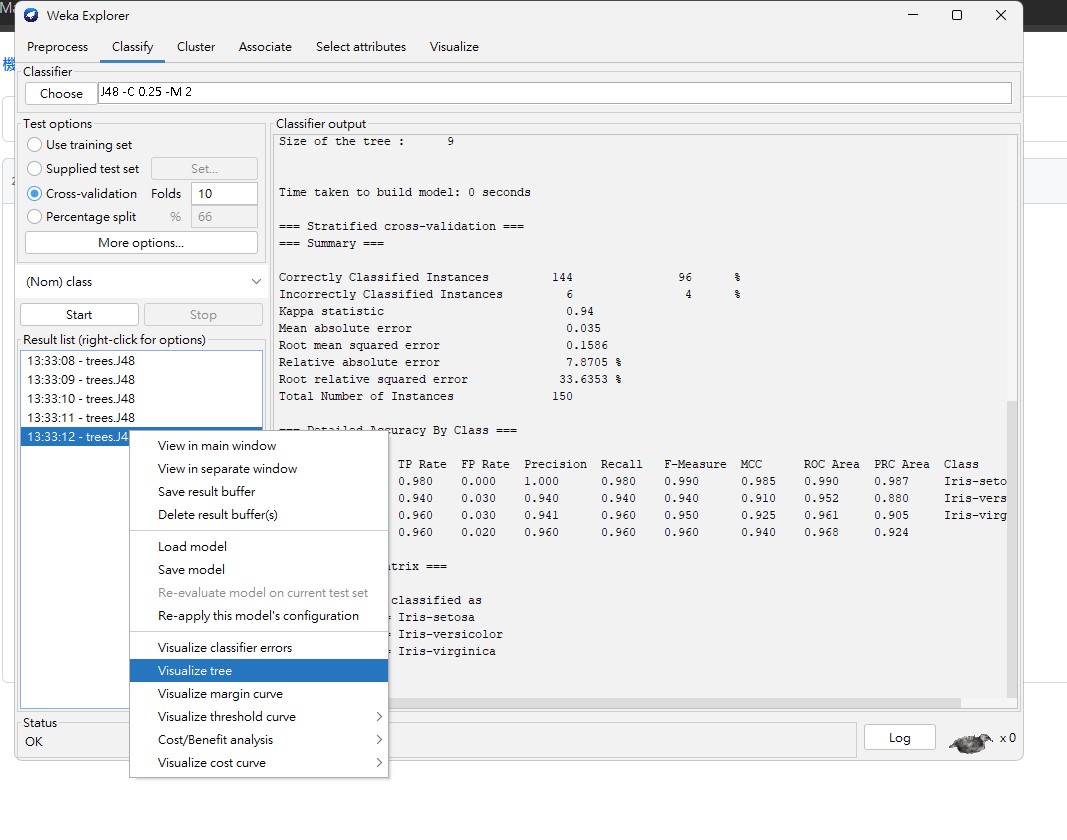 Ma
Weka Explorer
Preprocess Classify Cluster Associate Select attributes Visualize
機
Classifier
Choose J48 -C 0.25 -M 2
Test options
Use training set
Supplied test set Set...
Cross-validation Folds 10
Percentage split % 66
More options...
(Nom) class
Start Stop
Result list (right-click for options)
13:33:08 - trees.J48
13:33:09 - trees.J48
13:33:10 - trees.J48
13:33:11 - trees.J48
13:33:12 - trees.J4
Classifier output
Size of the tree : 9
Time taken to build model: 0 seconds
=== Stratified cross-validation ===
=== Summary ===
Correctly Classified Instances 144 96 %
Incorrectly Classified Instances 6 4 %
Kappa statistic 0.94
Mean absolute error 0.035
Root mean squared error 0.1586
Relative absolute error 7.8705 %
Root relative squared error 33.6353 %
Total Number of Instances 150
=== Detailed Accuracy By Class ===
TP Rate FP Rate Precision Recall F-Measure MCC ROC Area PRC Area Class
0.980 0.000 1.000 0.980 0.990 0.985 0.990 0.987 Iris-seto
0.940 0.030 0.940 0.940 0.940 0.910 0.952 0.880 Iris-vers
0.960 0.030 0.941 0.960 0.950 0.925 0.961 0.905 Iris-virg
0.960 0.020 0.960 0.960 0.960 0.940 0.968 0.924
trix ===
classified as
= Iris-setosa
= Iris-versicolor
= Iris-virginica
View in main window
View in separate window
Save result buffer
Delete result buffer(s)
Load model
Save model
Re-evaluate model on current test set
Re-apply this model's configuration
Visualize classifier errors
Visualize tree
Visualize margin curve
Visualize threshold curve
Cost/Benefit analysis
Visualize cost curve
Status
OK
Log x 0